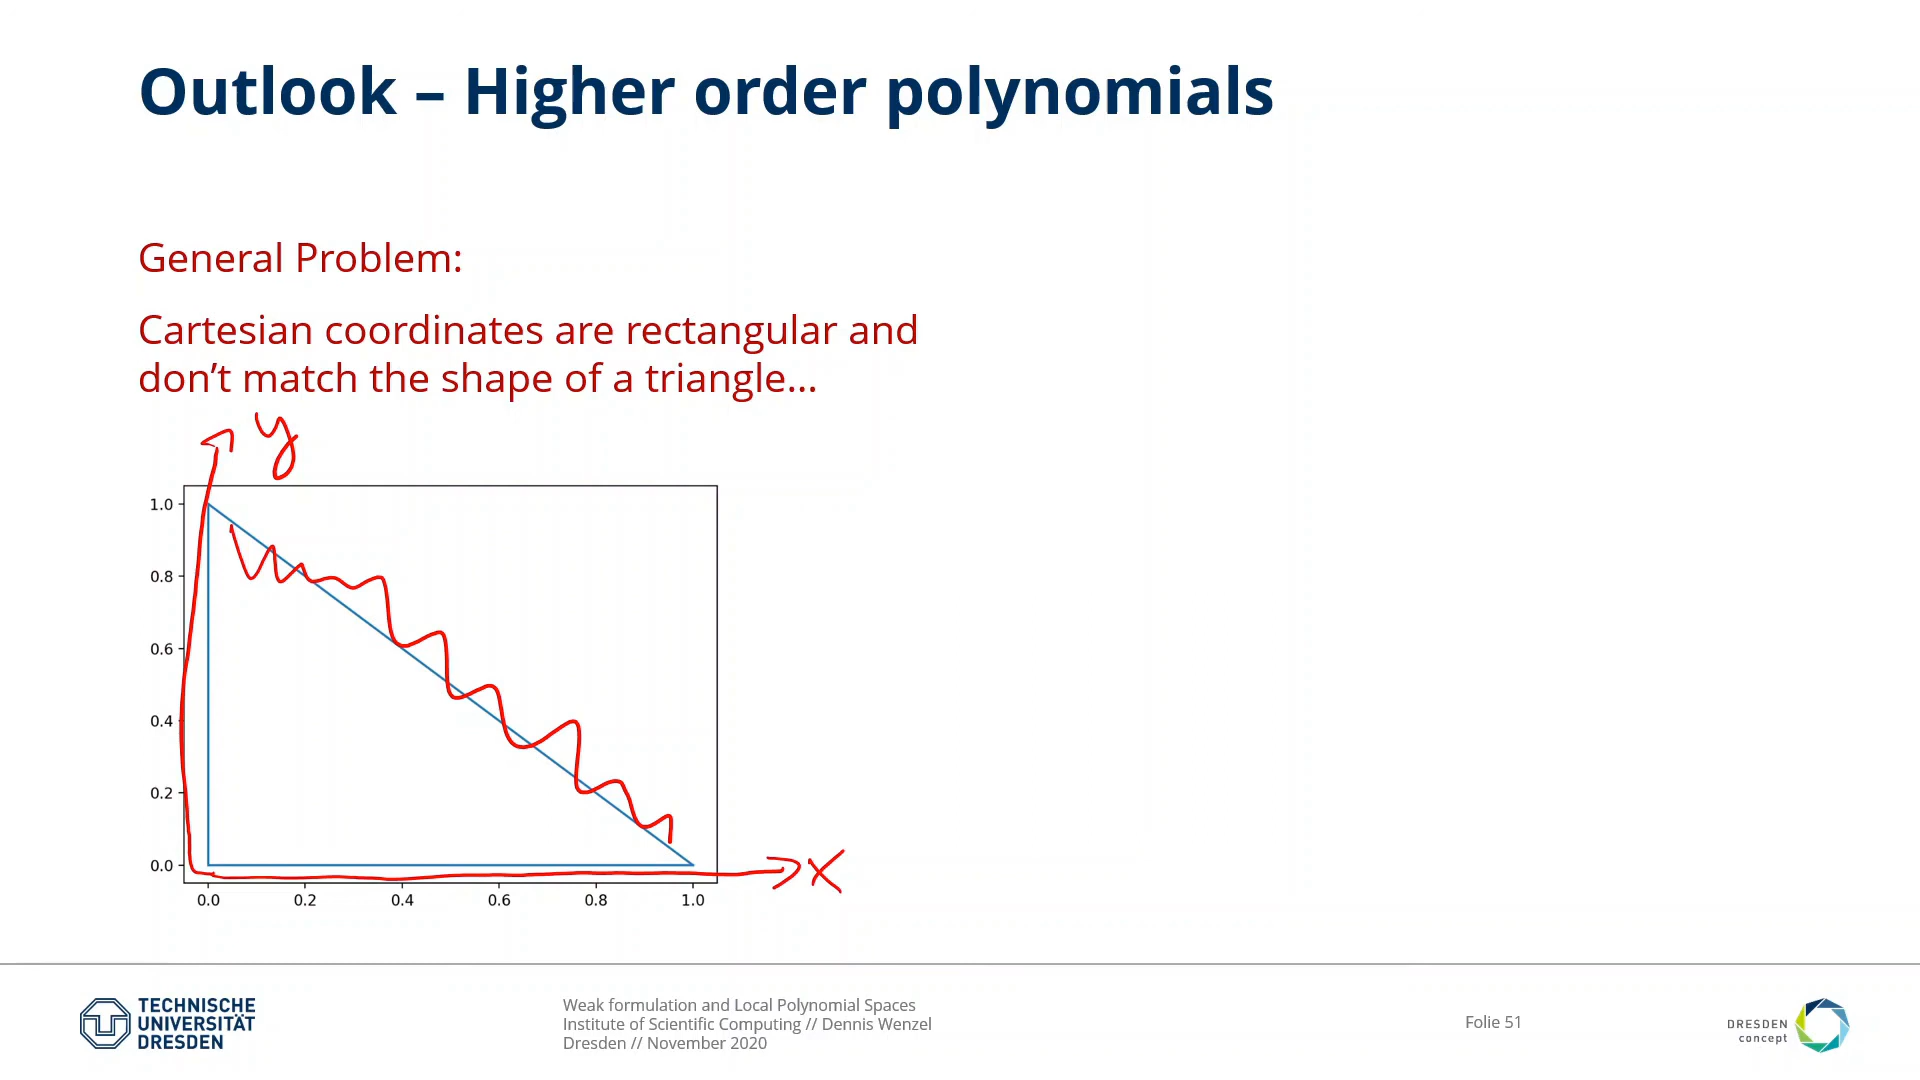 Outlook – Higher order polynomials
General Problem:
Cartesian coordinates are rectangular and
don’t match the shape of a triangle...
y
1.0
0.8
0.6
0.4
0.2
0.0
0.0 0.2 0.4 0.6 0.8 1.0
x
TECHNISCHE
UNIVERSITÄT
DRESDEN
Weak formulation and Local Polynomial Spaces
Institute of Scientific Computing // Dennis Wenzel
Dresden // November 2020
Folie 51
DRESDEN
concept